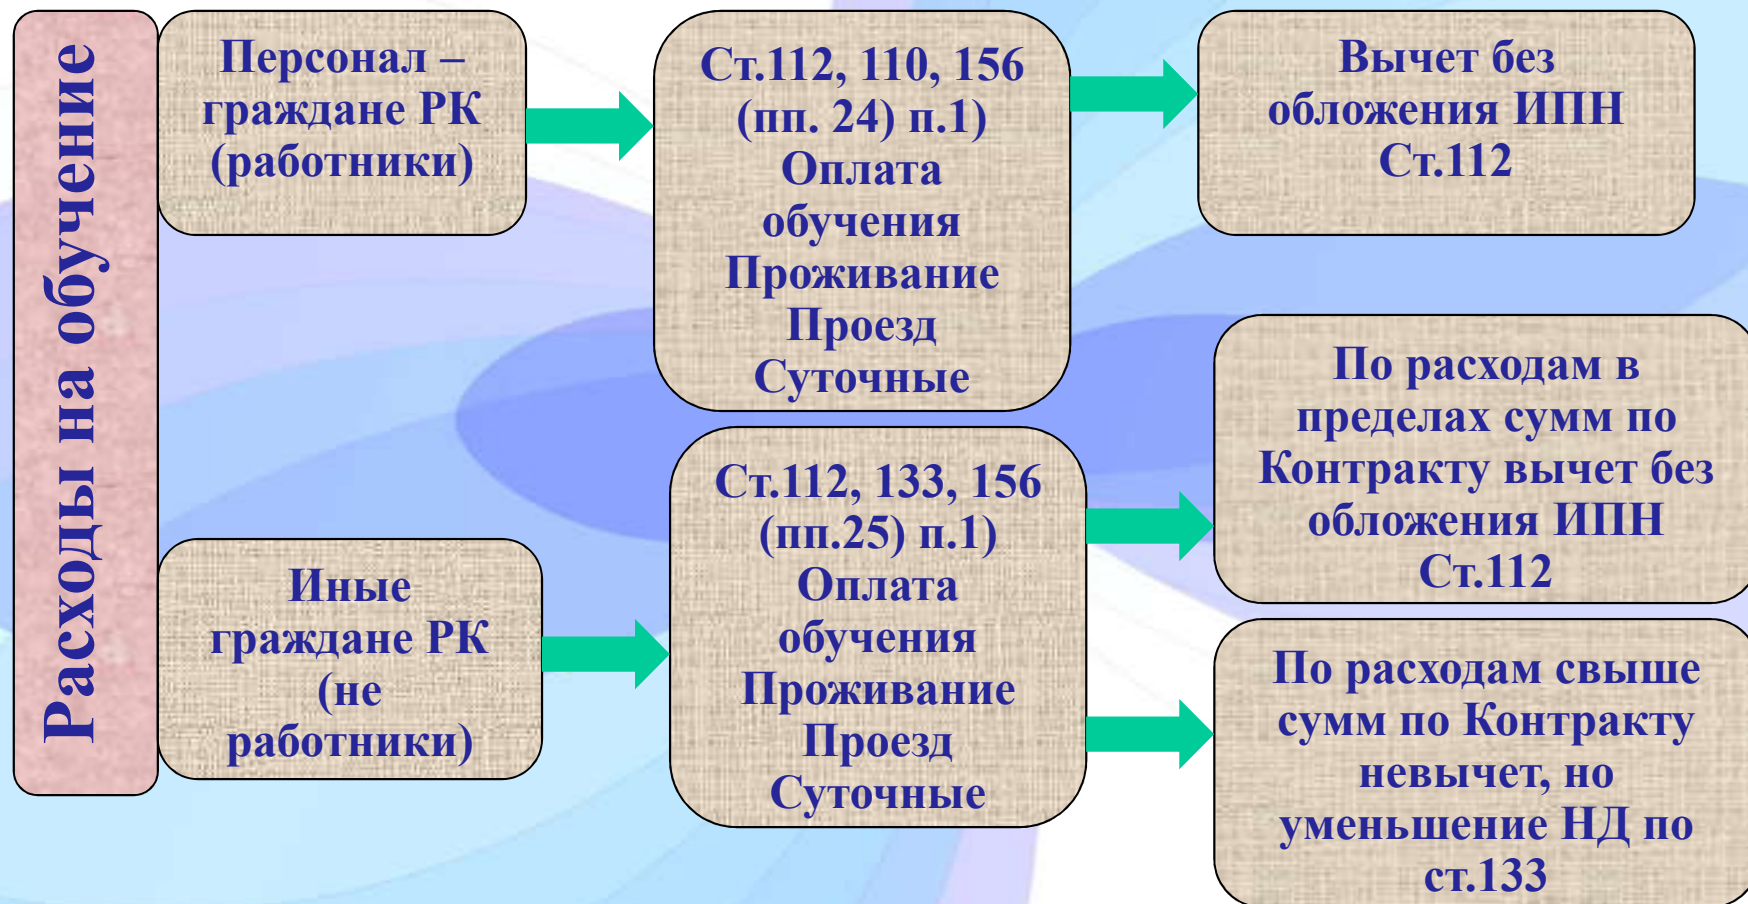 Расходы на обучение
Персонал –
граждане РК
(работники)
Ст.112, 110, 156
(пп. 24) п.1)
Оплата
обучения
Проживание
Проезд
Суточные
Вычет без
обложения ИПН
Ст.112
Иные
граждане РК
(не
работники)
Ст.112, 133, 156
(пп.25) п.1)
Оплата
обучения
Проживание
Проезд
Суточные
По расходам в
пределах сумм по
Контракту вычет без
обложения ИПН
Ст.112
По расходам свыше
сумм по Контракту
невычет, но
уменьшение НД по
ст.133